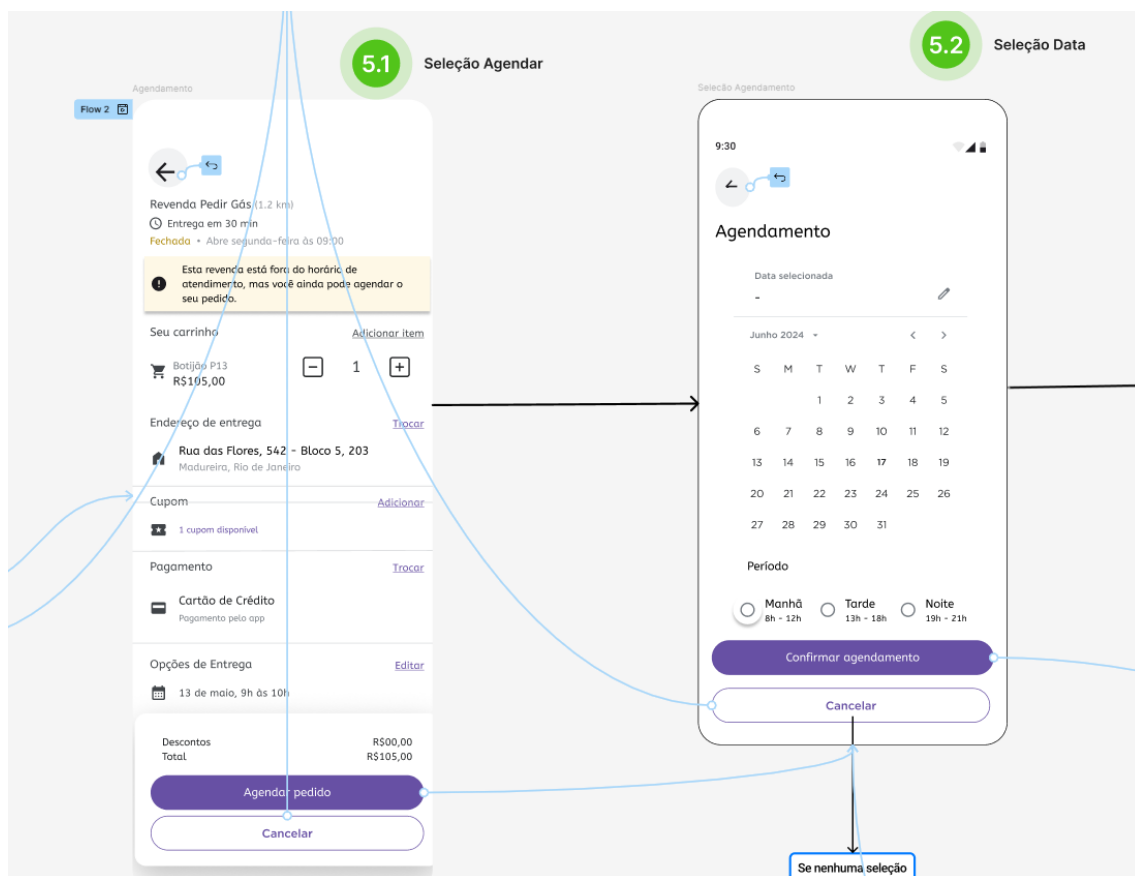 5.1
Seleção Agendar
5.2
Seleção Data
Agendamento
Flow 2
Revenda Pedir Gás (1.2 km)
Entrega em 30 min
Fechada • Abre segunda-feira às 09:00
Esta revenda está fora do horário de
atendimento, mas você ainda pode agendar o
seu pedido.
Seu carrinho
Adicionar item
Botijão P13
R$105,00
1
Endereço de entrega
Trocar
Rua das Flores, 542 - Bloco 5, 203
Madureira, Rio de Janeiro
Cupom
Adicionar
1 cupom disponível
Pagamento
Trocar
Cartão de Crédito
Pagamento pelo app
Opções de Entrega
Editar
13 de maio, 9h às 10h
Descontos R$00,00
Total R$105,00
Agendar pedido
Cancelar
Selecão Agendamento
9:30
Agendamento
Data selecionada
-
Junho 2024
S M T W T F S
1 2 3 4 5
6 7 8 9 10 11 12
13 14 15 16 17 18 19
20 21 22 23 24 25 26
27 28 29 30 31
Período
Manhã
8h - 12h
Tarde
13h - 18h
Noite
19h - 21h
Confirmar agendamento
Cancelar
Se nenhuma seleção